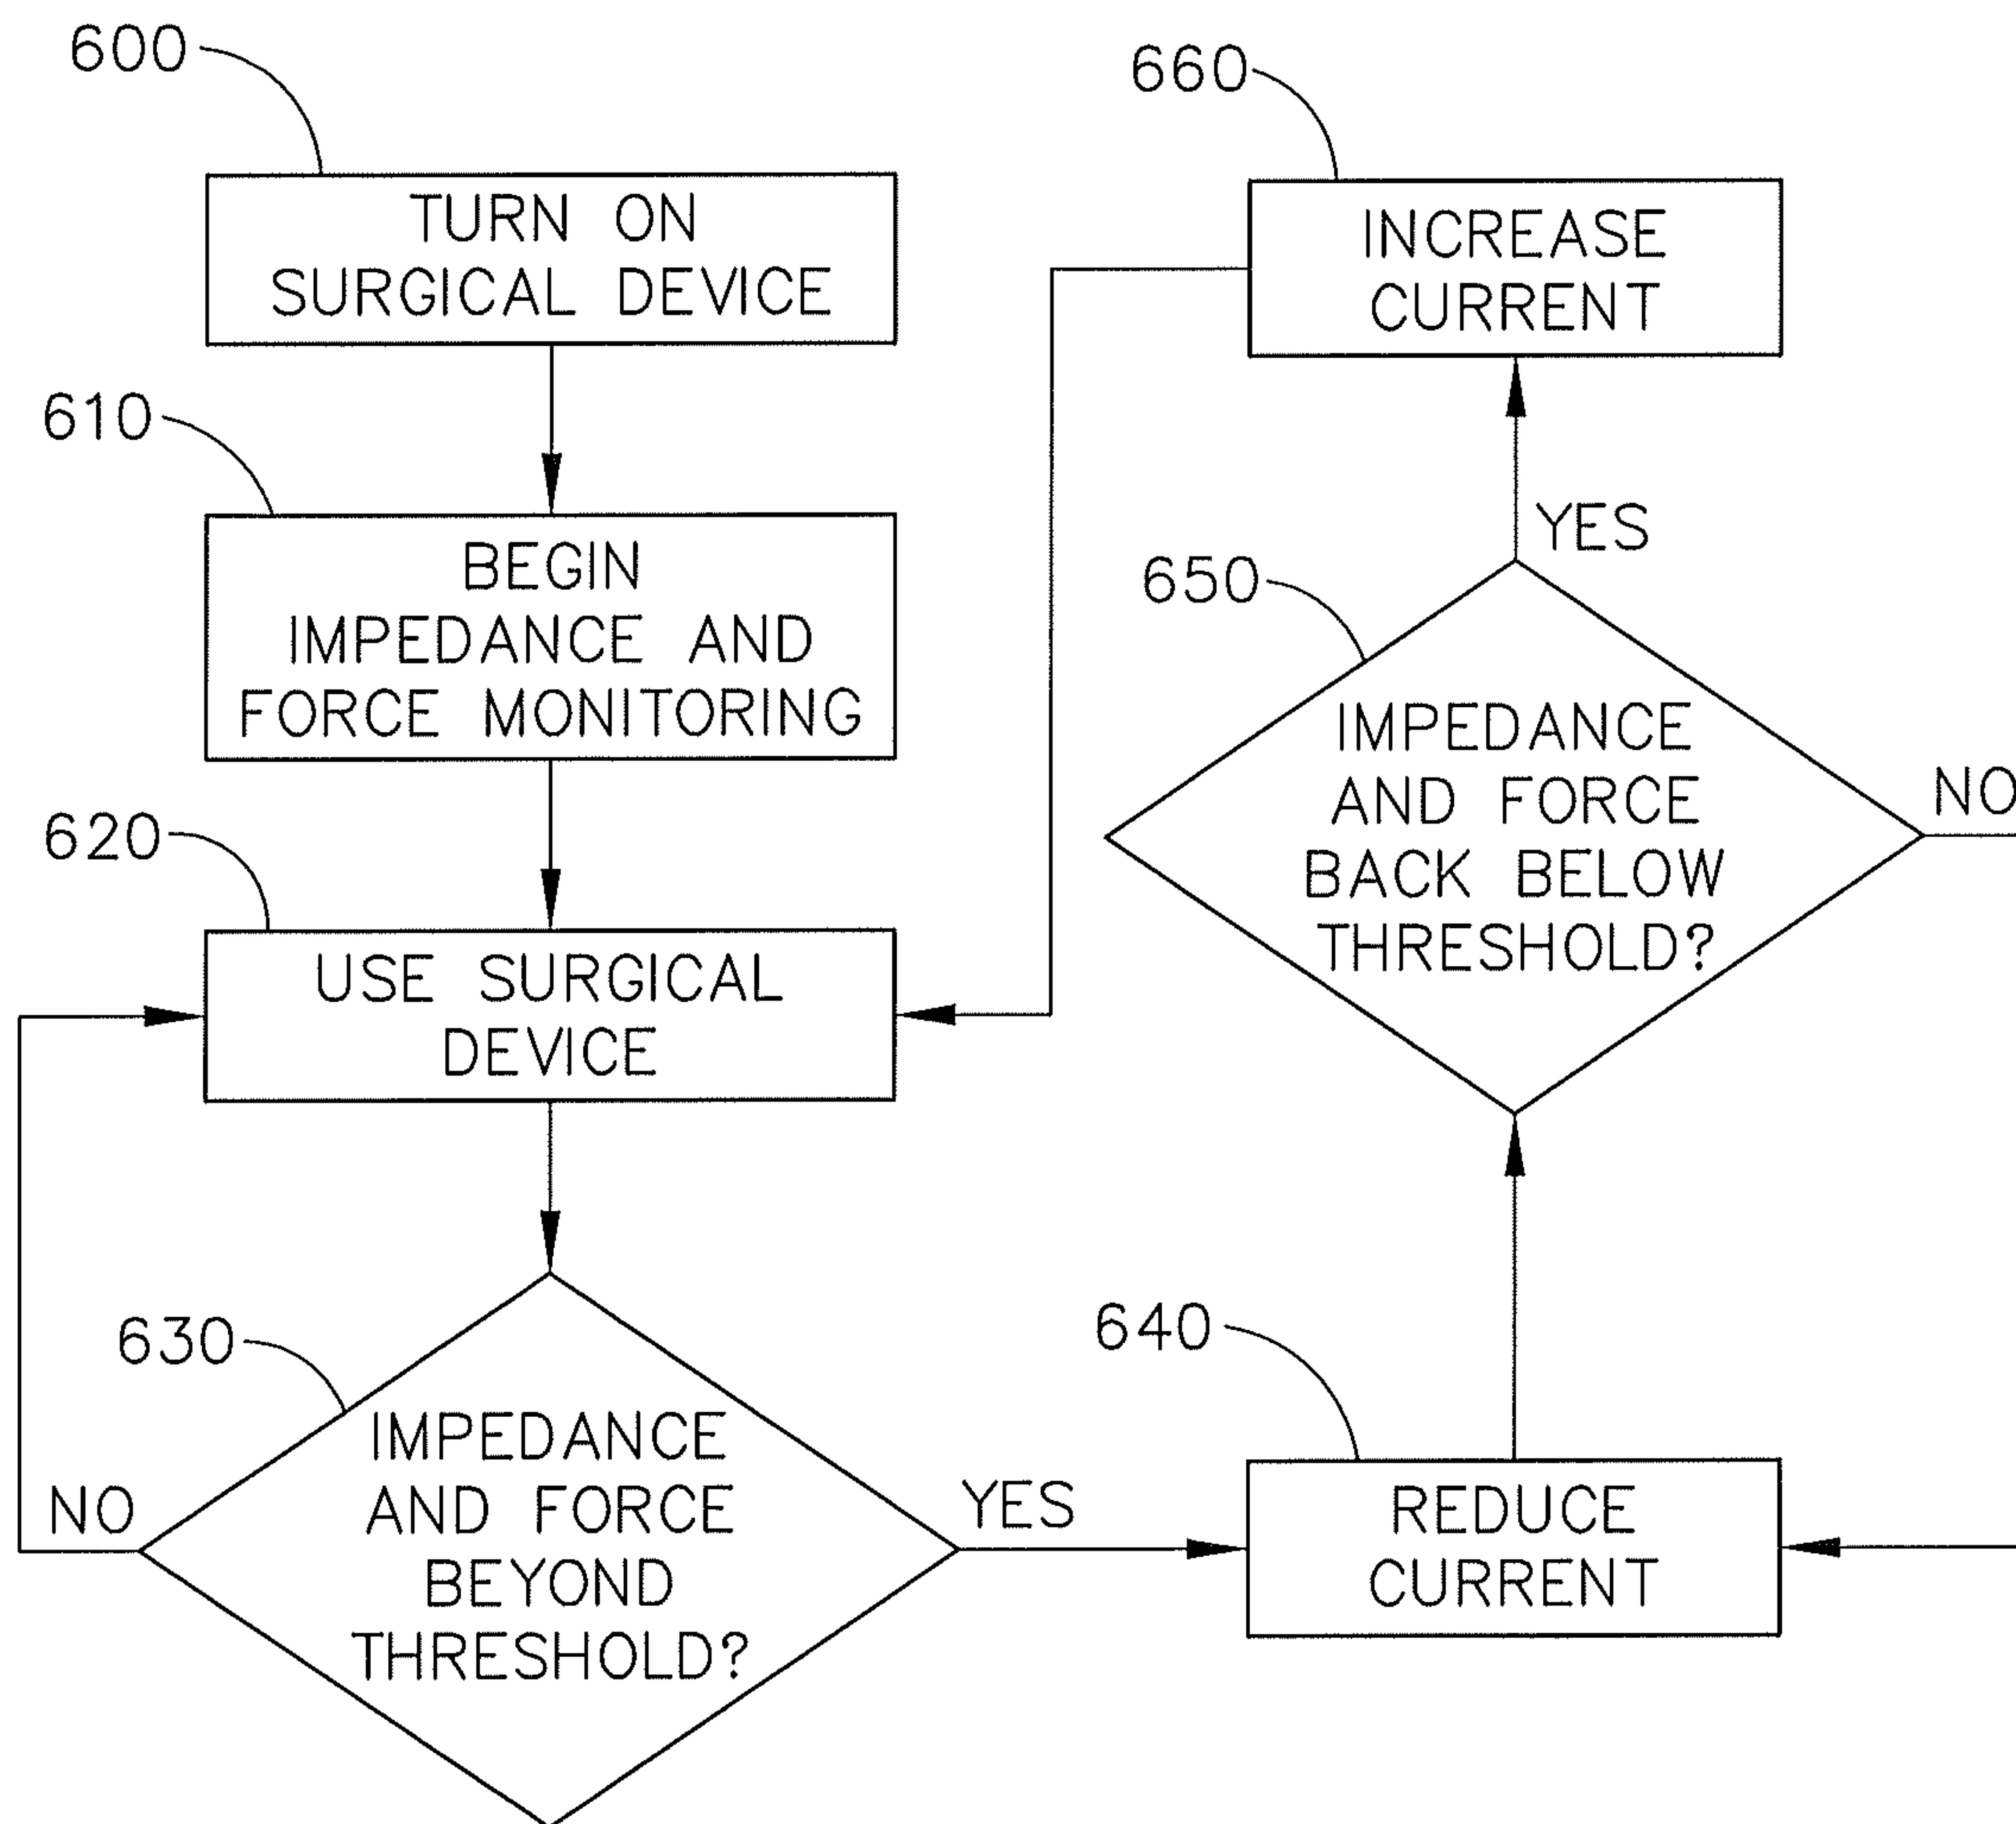 600
TURN ON
SURGICAL DEVICE
610
BEGIN
IMPEDANCE AND
FORCE MONITORING
620
USE SURGICAL
DEVICE
630
IMPEDANCE
AND FORCE
BEYOND
THRESHOLD?
NO
YES
640
REDUCE
CURRENT
650
IMPEDANCE
AND FORCE
BACK BELOW
THRESHOLD?
YES
NO
660
INCREASE
CURRENT